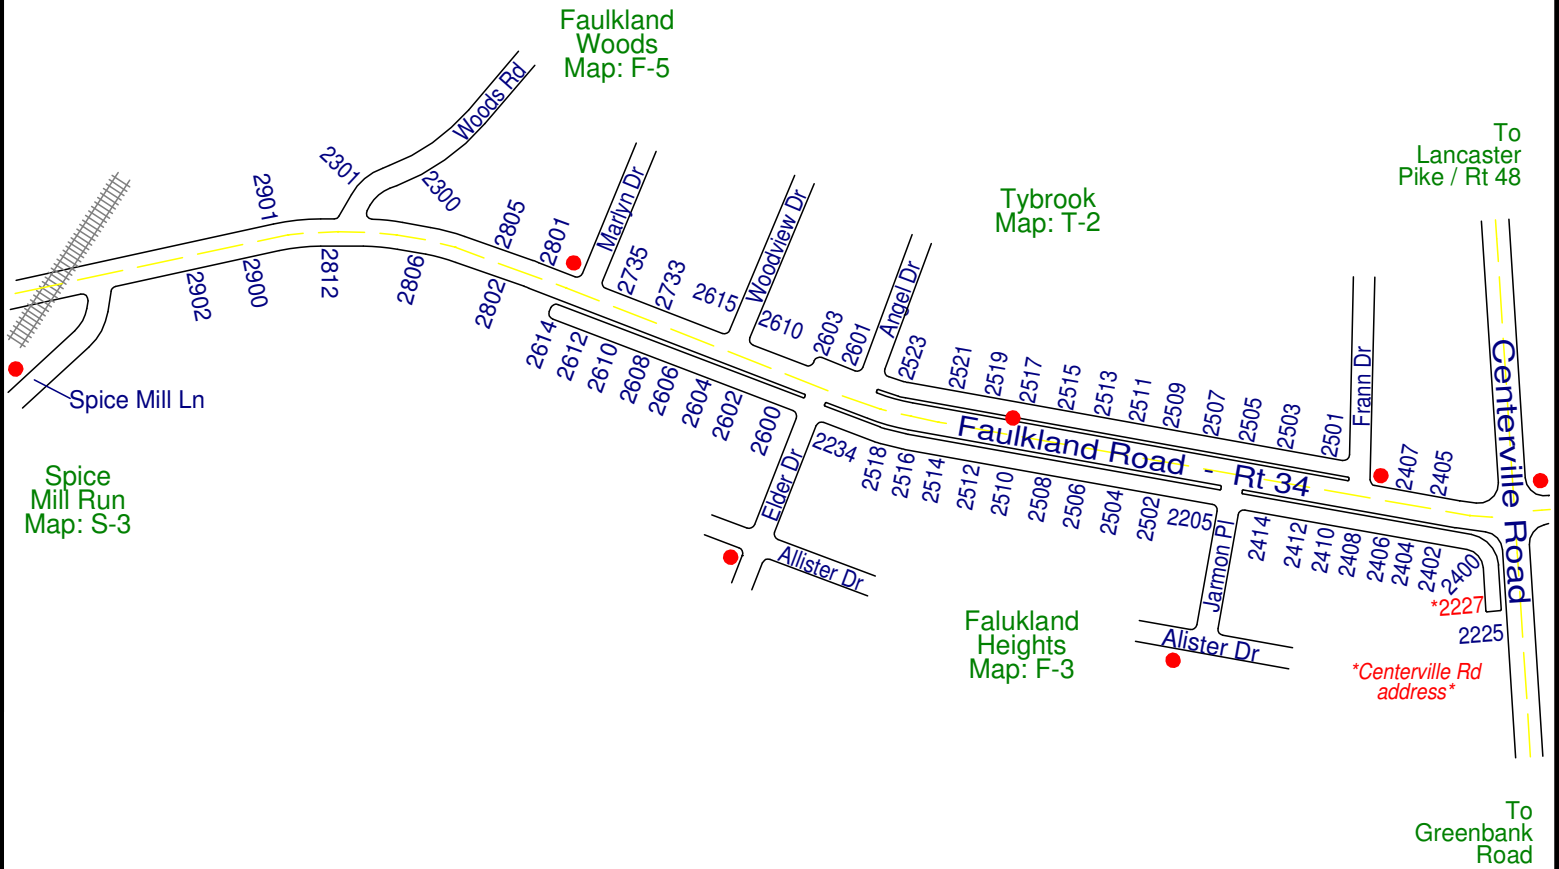 Faulkland
Woods
Map: F-5
Woods Rd
To
Lancaster
Pike / Rt 48
Tybrook
Map: T-2
2301
2300
2901
2805
2801
Marlyn Dr
2735
2733
2615
Woodview Dr
2610
2603
2601
Angel Dr
2523
2521
2519
2517
2515
2513
2511
2509
2507
2505
2503
2501
Frann Dr
2407
2405
Centerville Road
Faulkland Road - Rt 34
2902
2900
2812
2806
2802
2614
2612
2610
2608
2606
2604
2602
2600
Elder Dr
2234
2518
2516
2514
2512
2510
2508
2506
2504
2502
2205
Jarmon Pl
2414
2412
2410
2408
2406
2404
2402
2400
*2227
2225
Spice Mill Ln
Spice
Mill Run
Map: S-3
Allister Dr
Falukland
Heights
Map: F-3
Alister Dr
*Centerville Rd
address*
To
Greenbank
Road